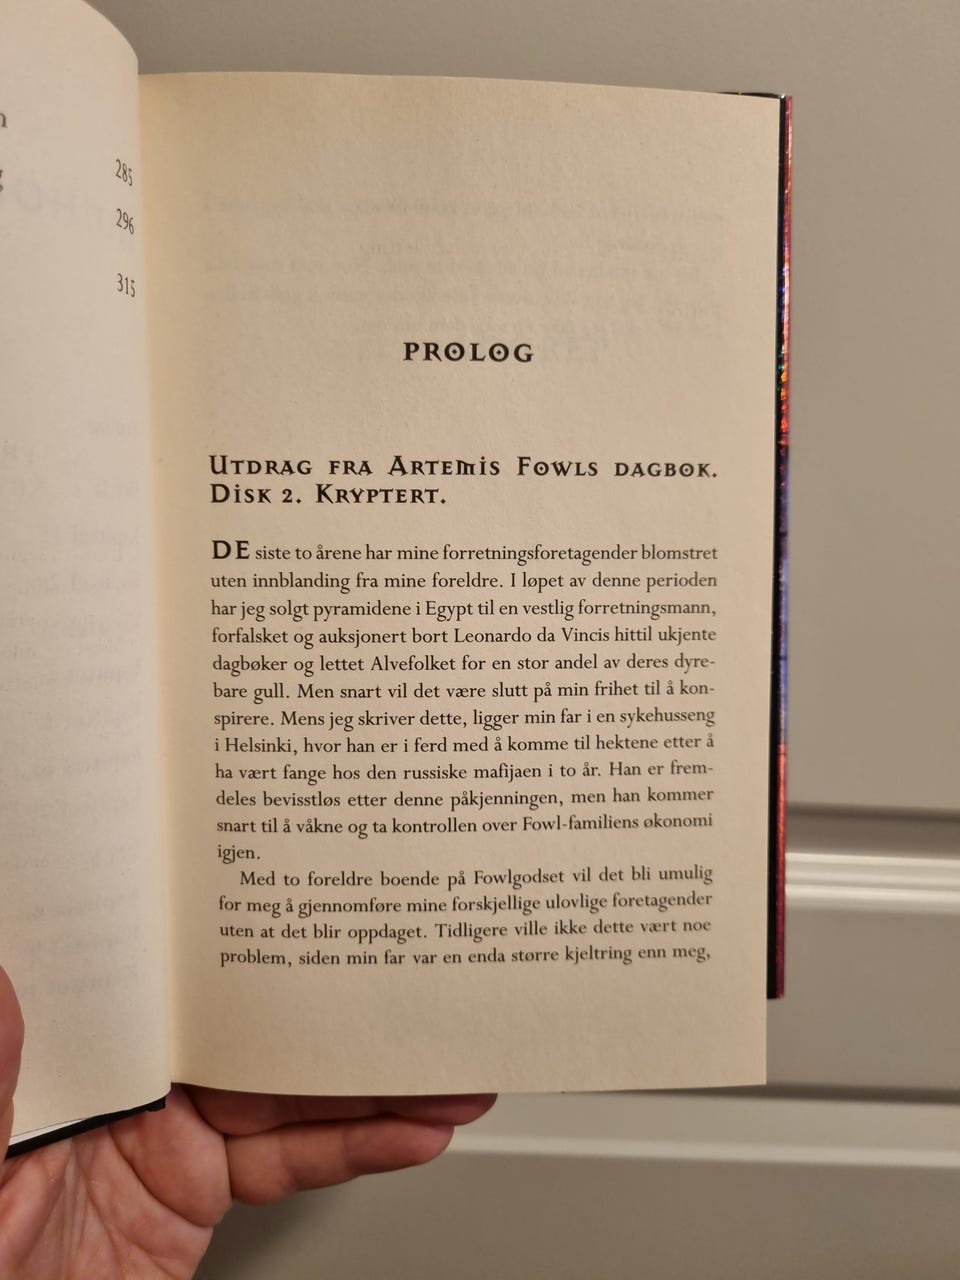 285
296
315
PROLOG
UTDRAG FRA ARTEMIS FOWLS DAGBOK.
DISK 2. KRYPTERT.
DE siste to årene har mine forretningsforetagender blomstret
uten innblanding fra mine foreldre. I løpet av denne perioden
har jeg solgt pyramidene i Egypt til en vestlig forretningsmann,
forfalsket og auksjonert bort Leonardo da Vincis hittil ukjente
dagbøker og lettet Alvefolket for en stor andel av deres dyre-
bare gull. Men snart vil det være slutt på min frihet til å kon-
spirere. Mens jeg skriver dette, ligger min far i en sykehusseng
i Helsinki, hvor han er i ferd med å komme til hektene etter å
ha vært fange hos den russiske mafijaen i to år. Han er frem-
deles bevisstløs etter denne påkjenningen, men han kommer
snart til å våkne og ta kontrollen over Fowl-familiens økonomi
igjen.
Med to foreldre boende på Fowlgodset vil det bli umulig
for meg å gjennomføre mine forskjellige ulovlige foretagender
uten at det blir oppdaget. Tidligere ville ikke dette vært noe
problem, siden min far var en enda større kjeltring enn meg,